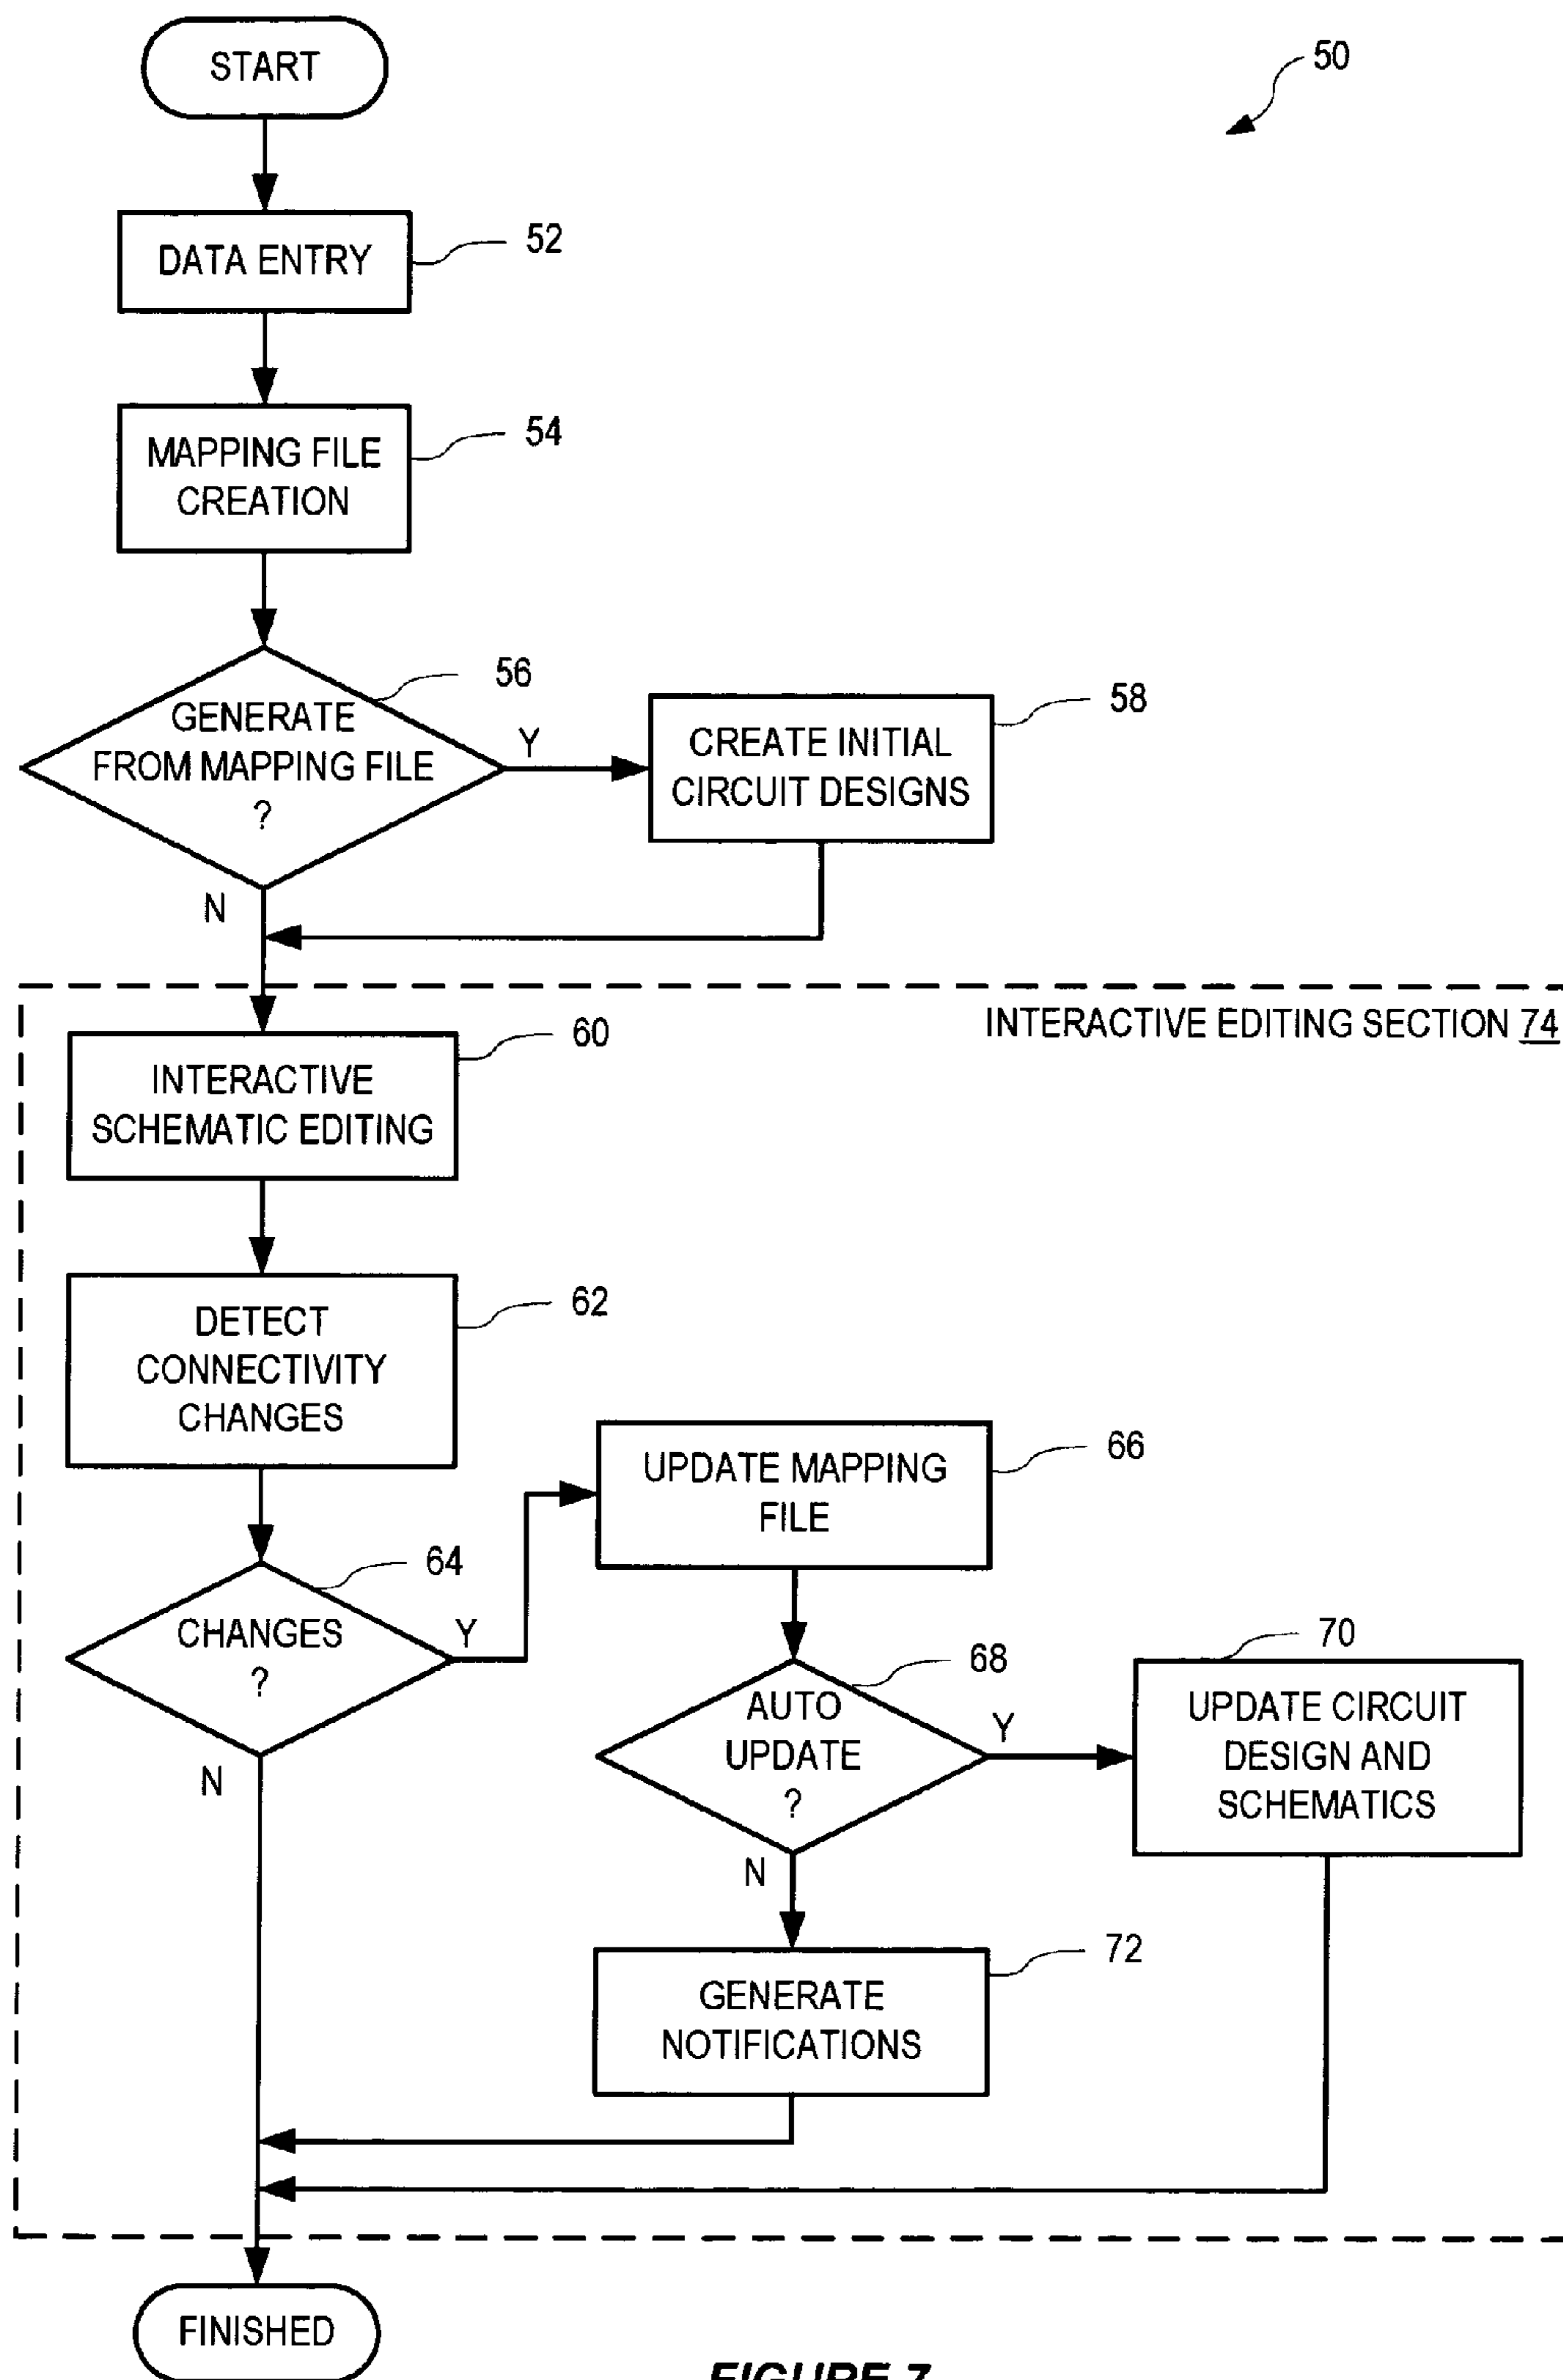 START
50
DATA ENTRY
52
MAPPING FILE
CREATION
54
GENERATE
FROM MAPPING FILE
?
56
Y
N
CREATE INITIAL
CIRCUIT DESIGNS
58
INTERACTIVE EDITING SECTION 74
INTERACTIVE
SCHEMATIC EDITING
60
DETECT
CONNECTIVITY
CHANGES
62
CHANGES
?
64
Y
N
UPDATE MAPPING
FILE
66
AUTO
UPDATE
?
68
Y
N
UPDATE CIRCUIT
DESIGN AND
SCHEMATICS
70
GENERATE
NOTIFICATIONS
72
FINISHED
FIGURE 7